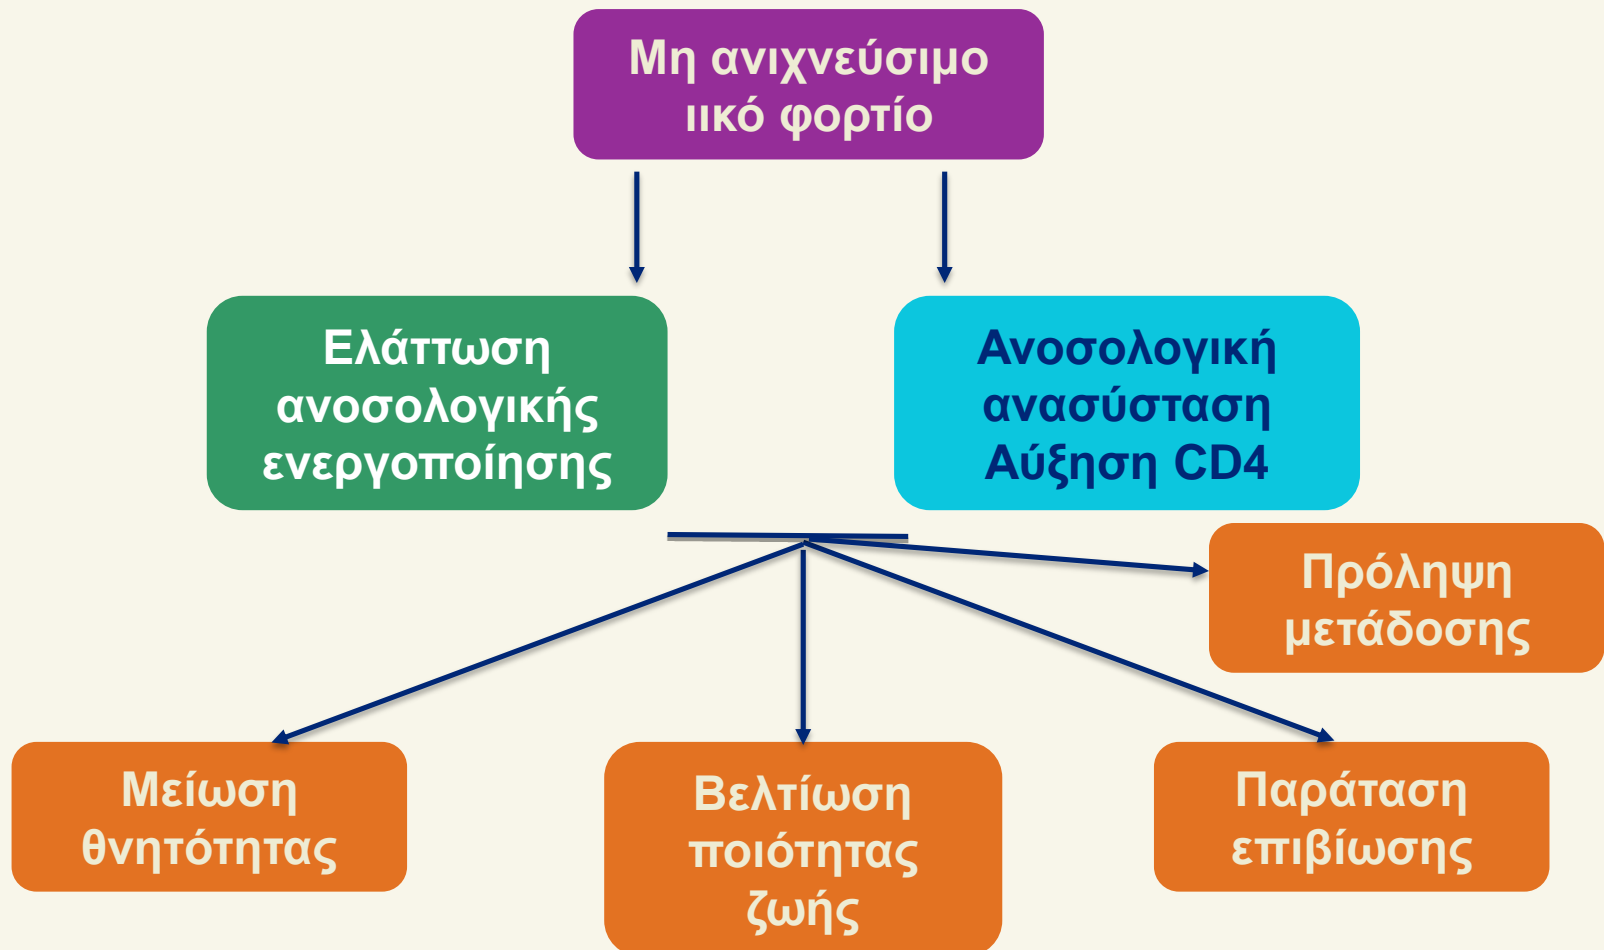 Μη ανιχνεύσιμο
ιικό φορτίο
Ελάττωση
ανοσολογικής
ενεργοποίησης
Ανοσολογική
ανασύσταση
Αύξηση CD4
Πρόληψη
μετάδοσης
Μείωση
θνητότητας
Βελτίωση
ποιότητας
ζωής
Παράταση
επιβίωσης